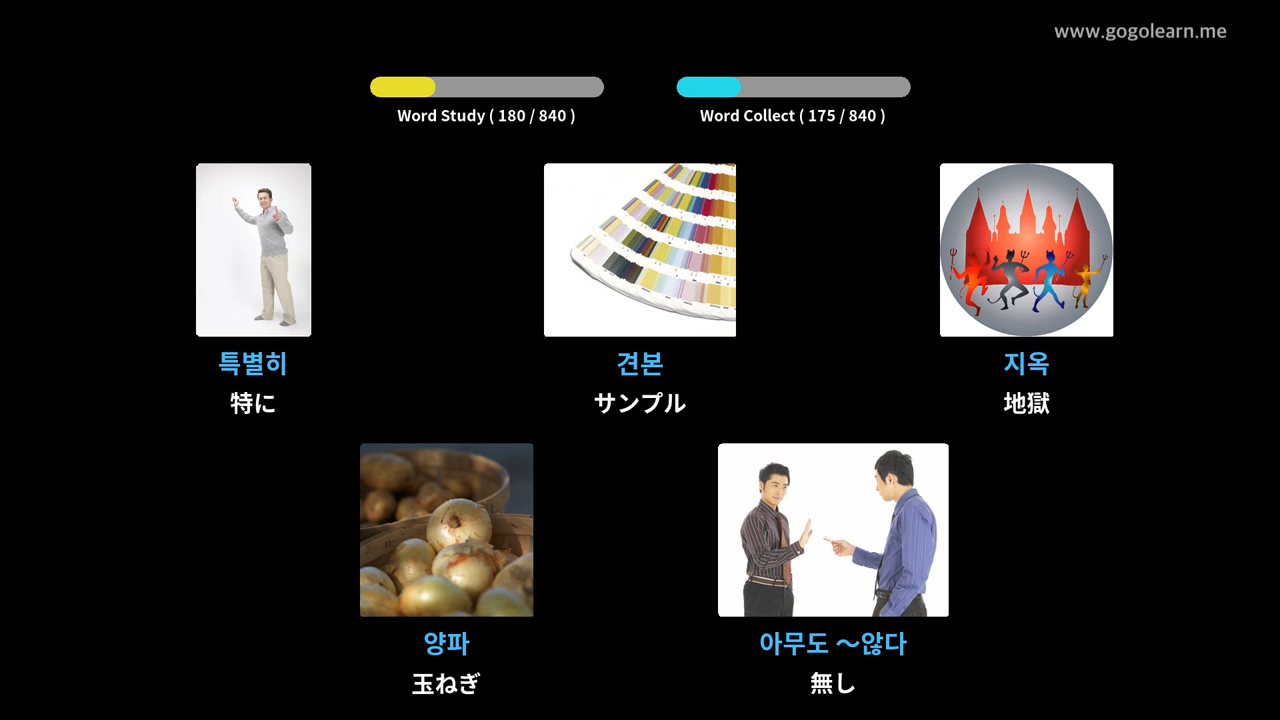 www.gogolearn.me
Word Study ( 180 / 840 )
Word Collect ( 175 / 840 )
특별히
特に
견본
サンプル
지옥
地獄
양파
玉ねぎ
아무도 ～않다
無し